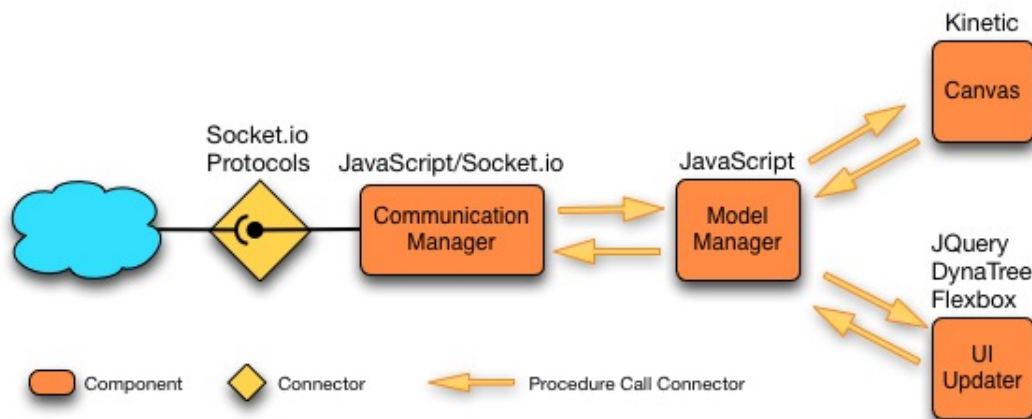 Kinetic
Canvas
Socket.io
Protocols
JavaScript/Socket.io
JavaScript
Communication
Manager
Model
Manager
JQuery
DynaTree
Flexbox
UI
Updater
Component
Connector
Procedure Call Connector